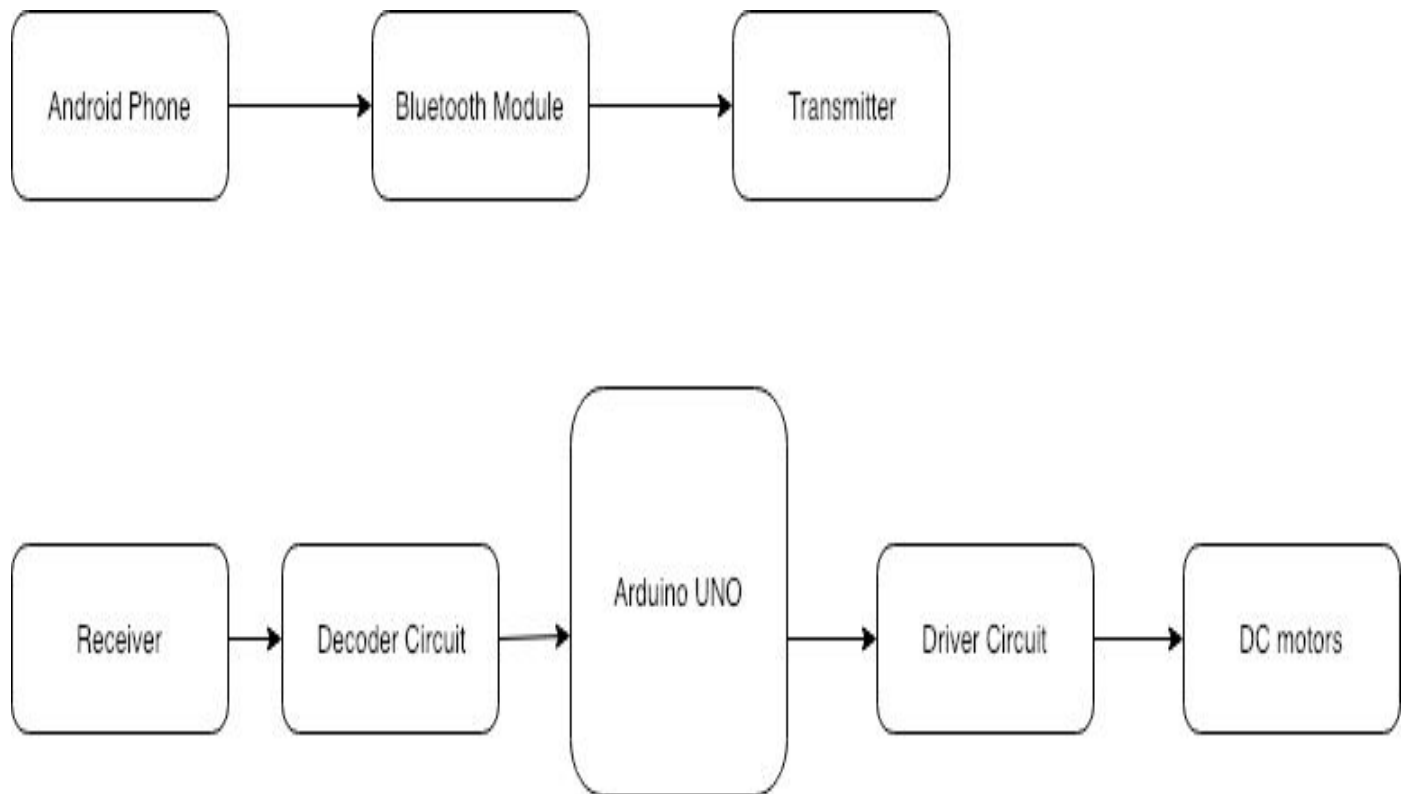 Android Phone
Bluetooth Module
Transmitter
Arduino UNO
Receiver
Decoder Circuit
Driver Circuit
DC motors